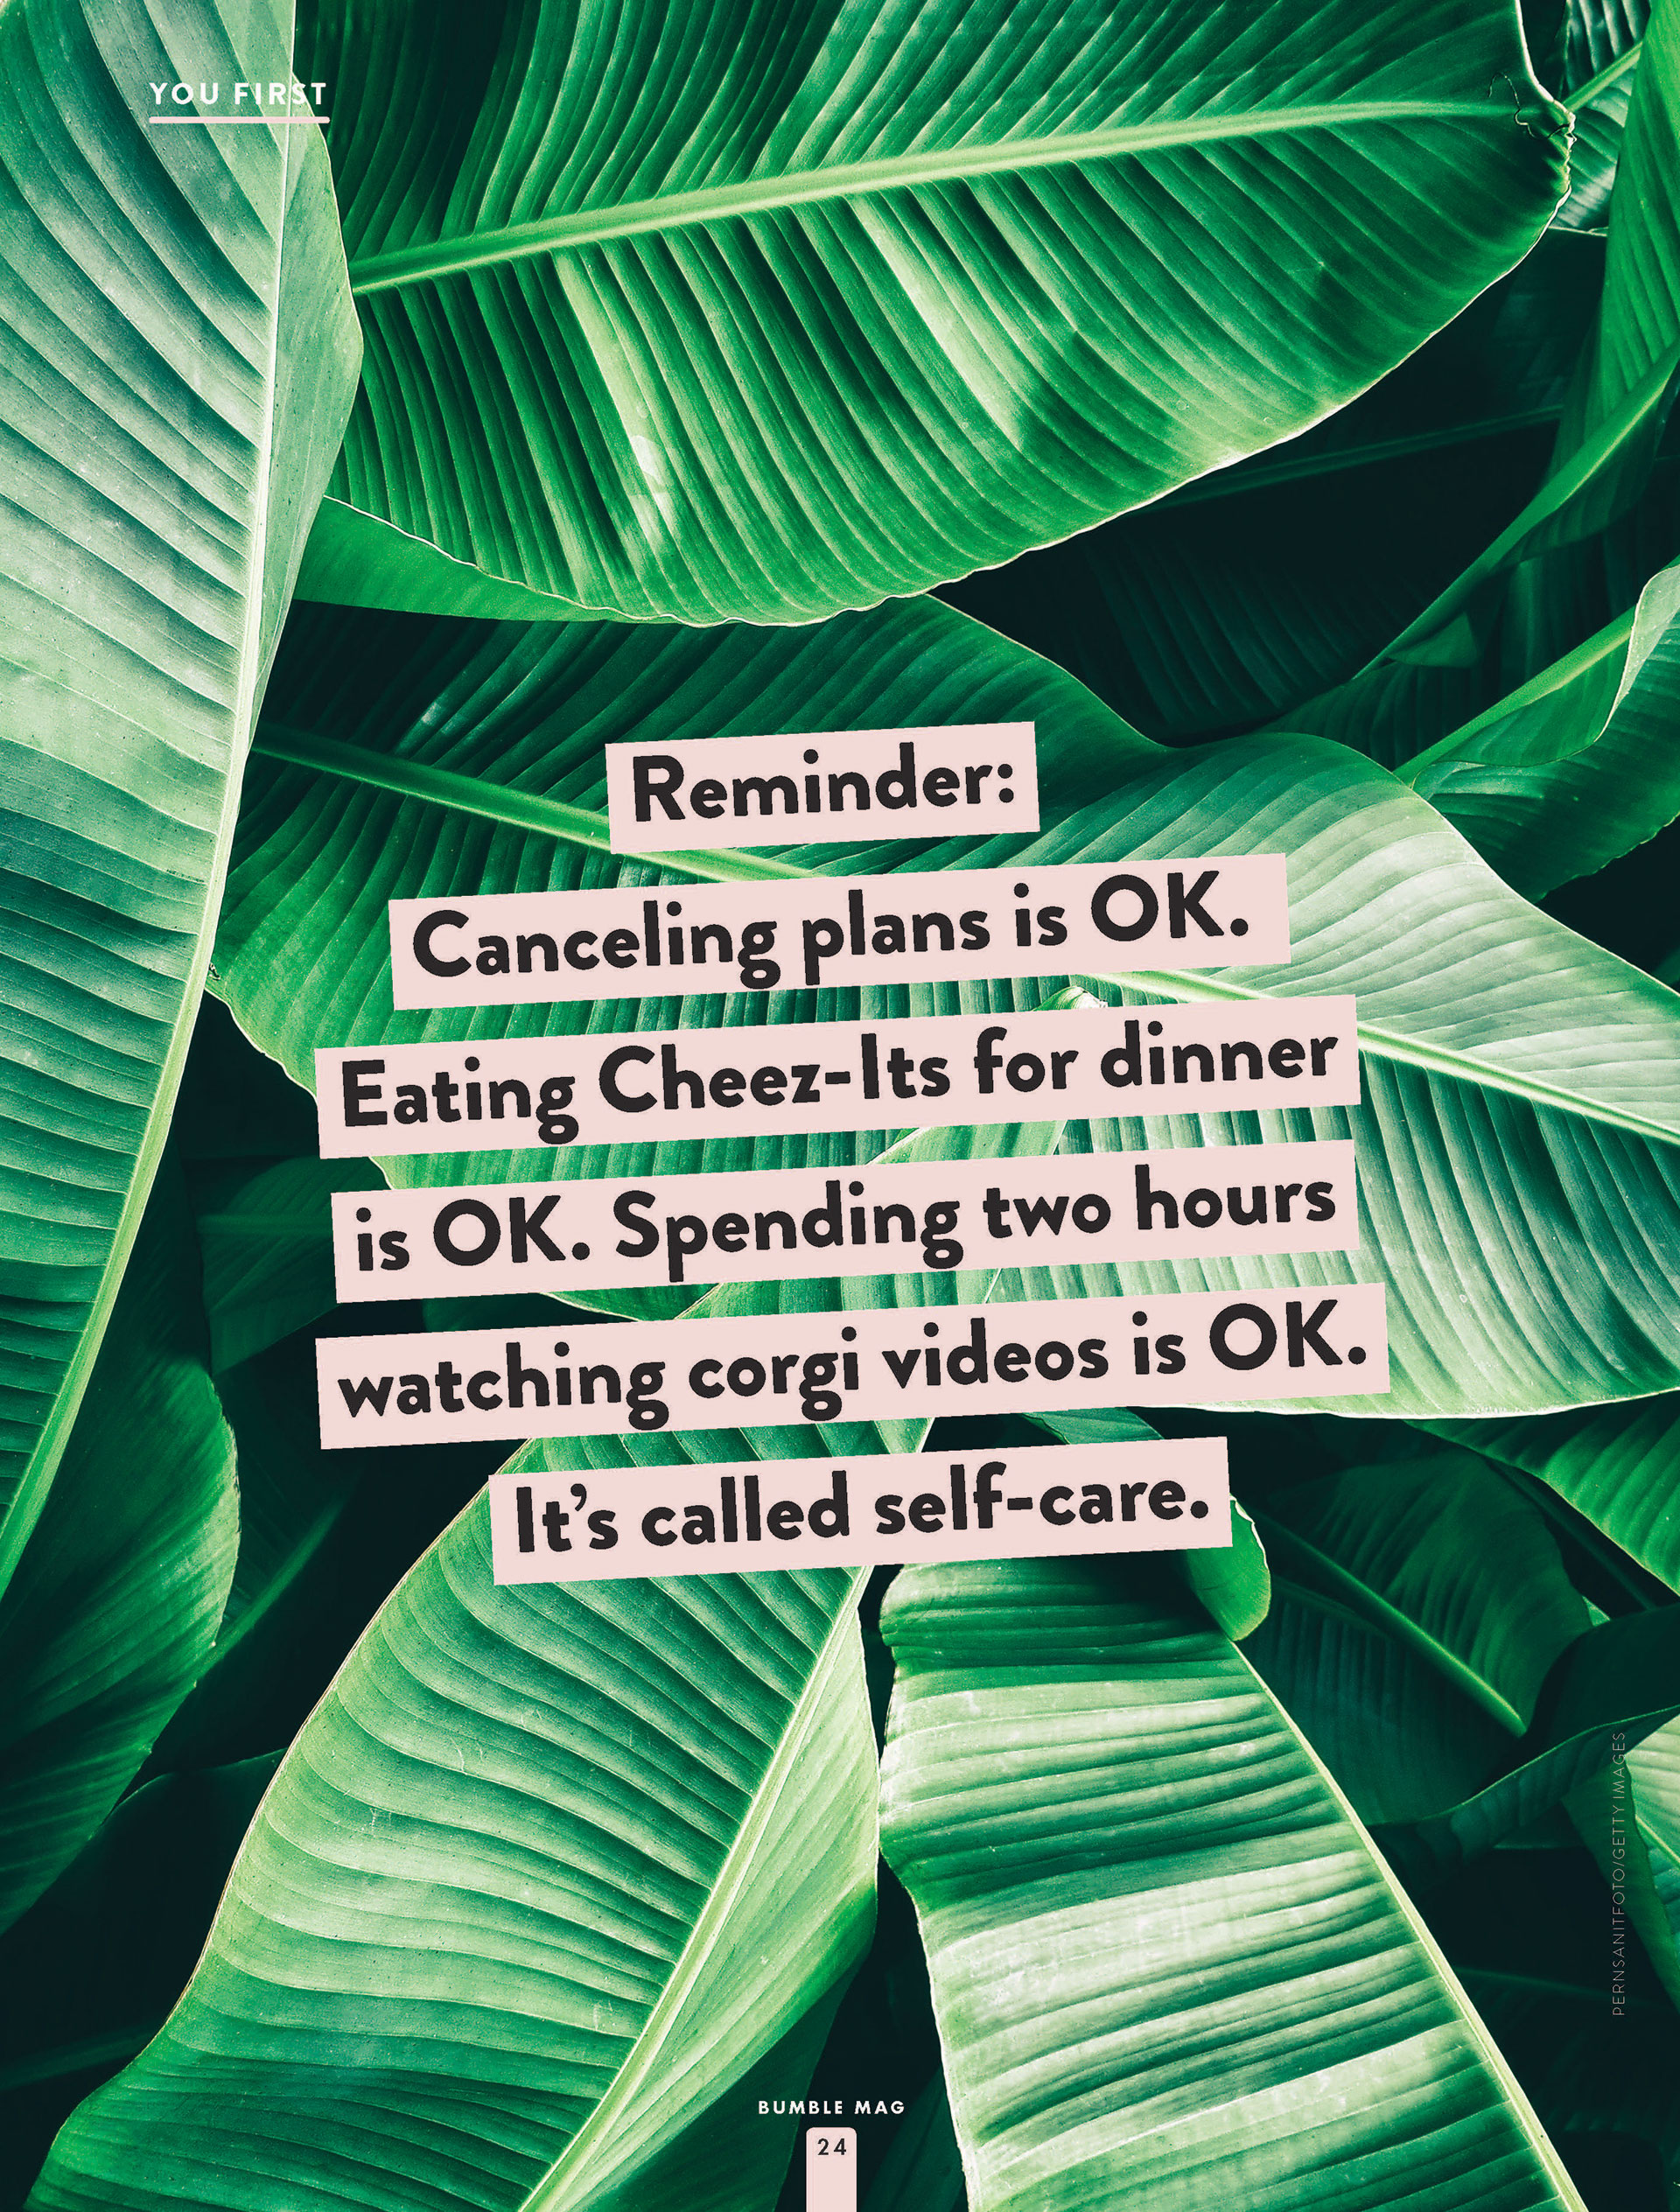 YOU FIRST
Reminder:
Canceling plans is OK.
Eating Cheez-Its for dinner
is OK. Spending two hours
watching corgi videos is OK.
It's called self-care.
PERNSANITFOTO/GETTY IMAGES
BUMBLE MAG
24